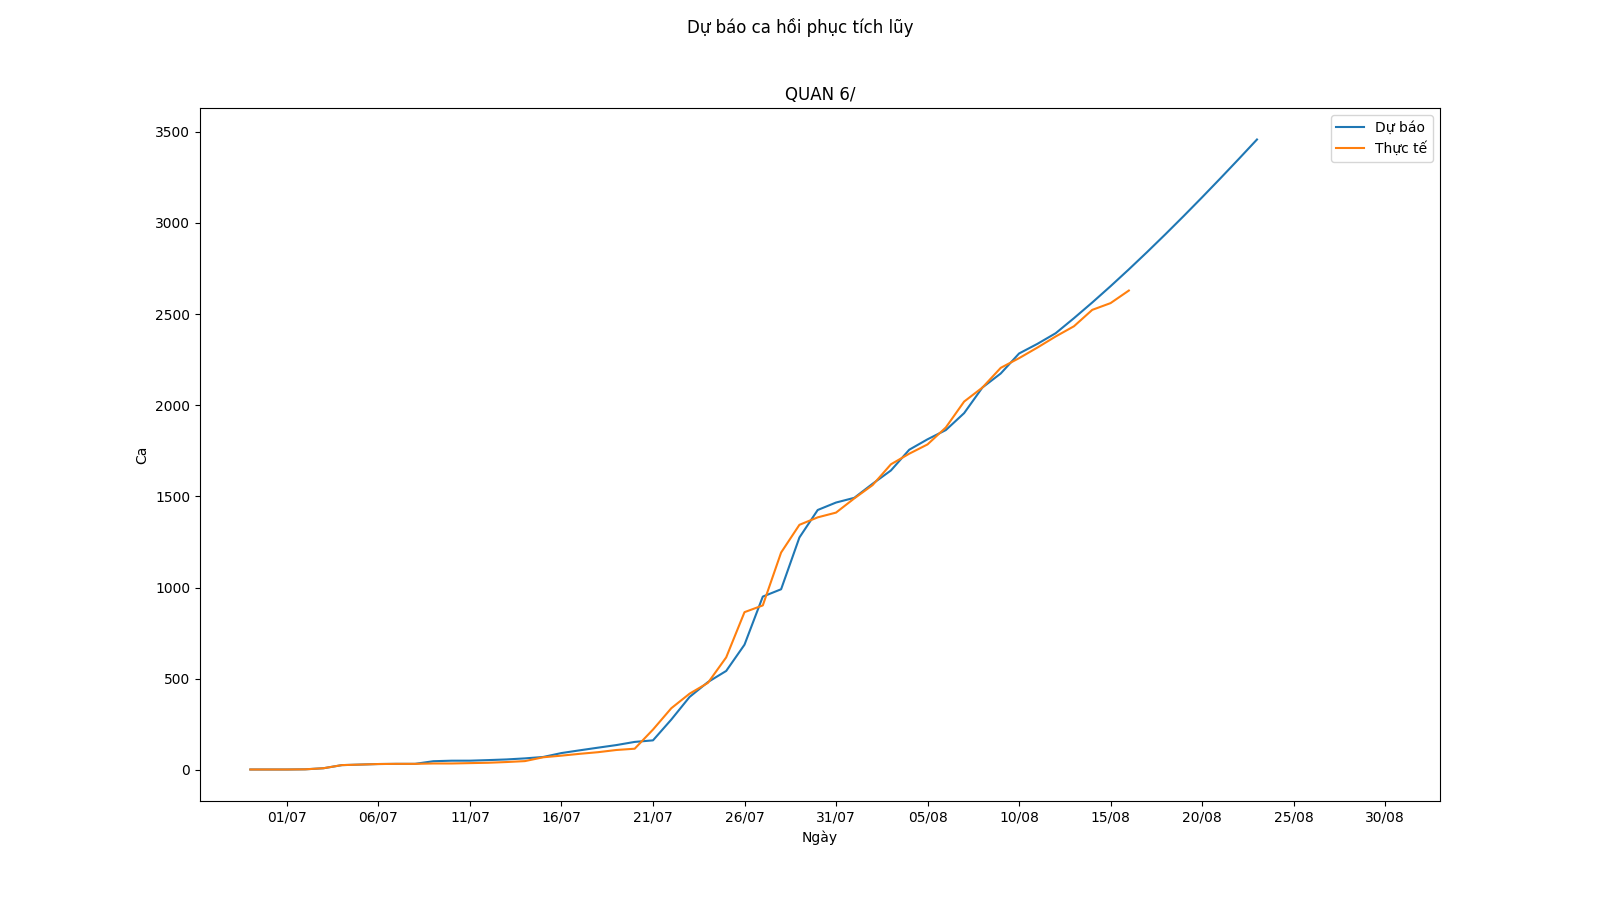 Dự báo ca hồi phục tích lũy
QUAN 6/
Dự báo
Thực tế
3500
3000
2500
2000
1500
1000
500
0
Ca
01/07 06/07 11/07 16/07 21/07 26/07 31/07 05/08 10/08 15/08 20/08 25/08 30/08
Ngày